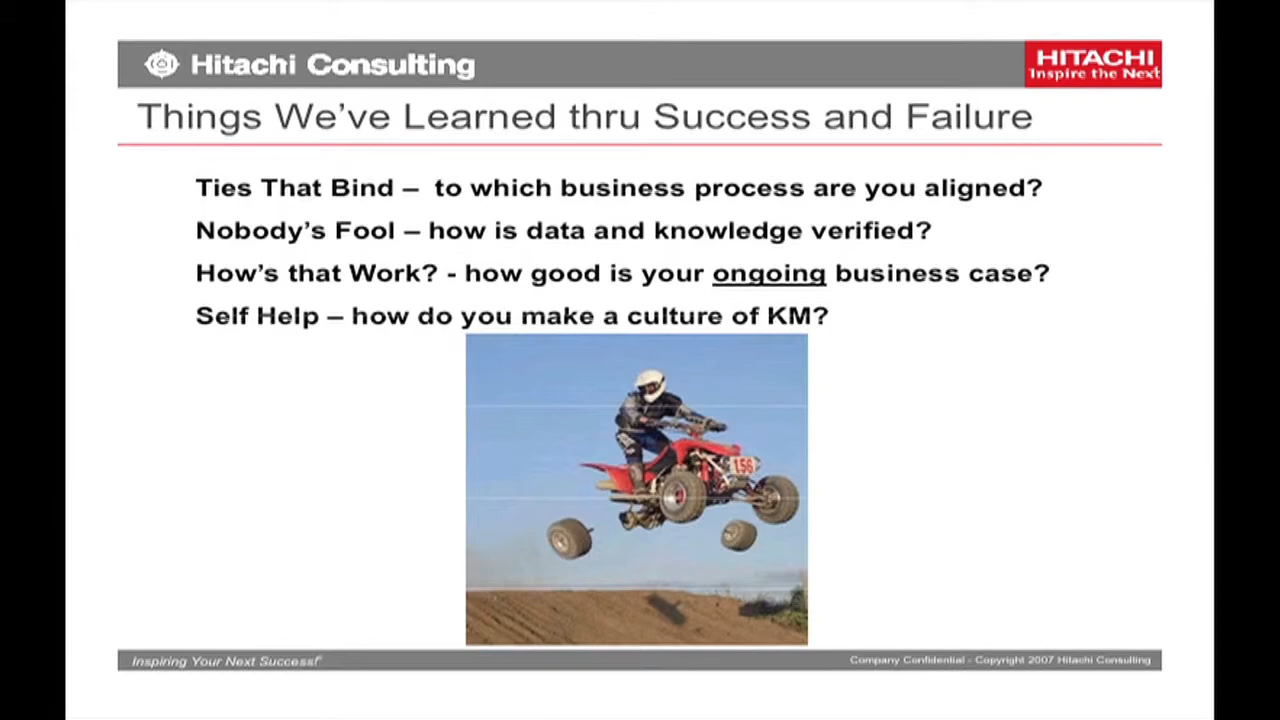 Hitachi Consulting
HITACHI
Inspire the Next
Things We've Learned thru Success and Failure
Ties That Bind – to which business process are you aligned?
Nobody's Fool – how is data and knowledge verified?
How's that Work? - how good is your ongoing business case?
Self Help – how do you make a culture of KM?
156
Inspiring Your Next Success!
Company Confidential - Copyright 2007 Hitachi Consulting